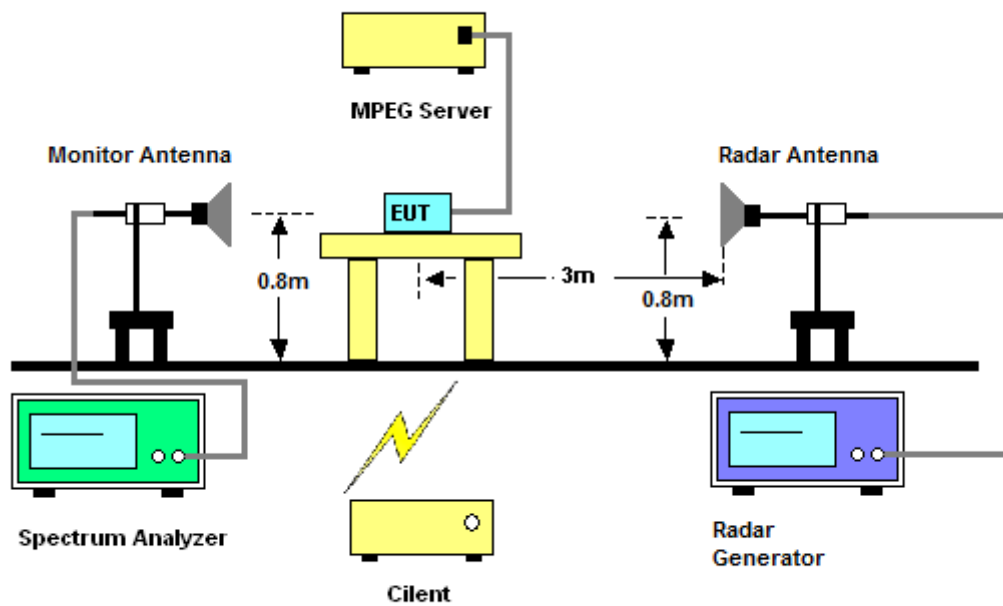 MPEG Server
Monitor Antenna
Radar Antenna
EUT
0.8m
3m
0.8m
Spectrum Analyzer
Cilent
Radar
Generator